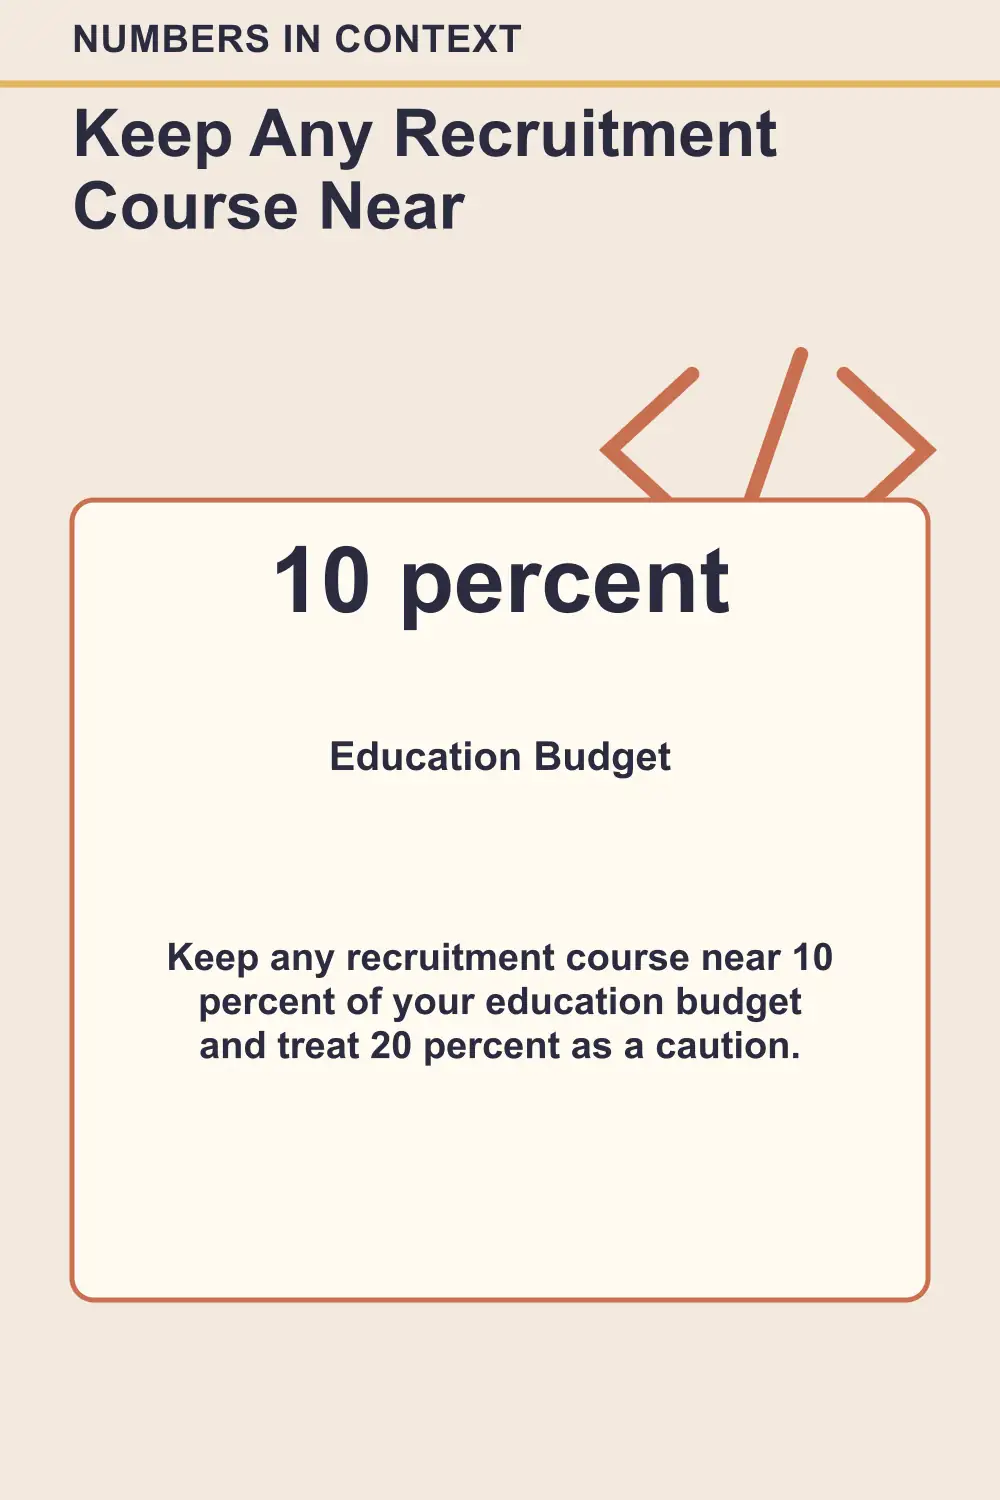 NUMBERS IN CONTEXT
Keep Any Recruitment
Course Near
10 percent
Education Budget
Keep any recruitment course near 10
percent of your education budget
and treat 20 percent as a caution.